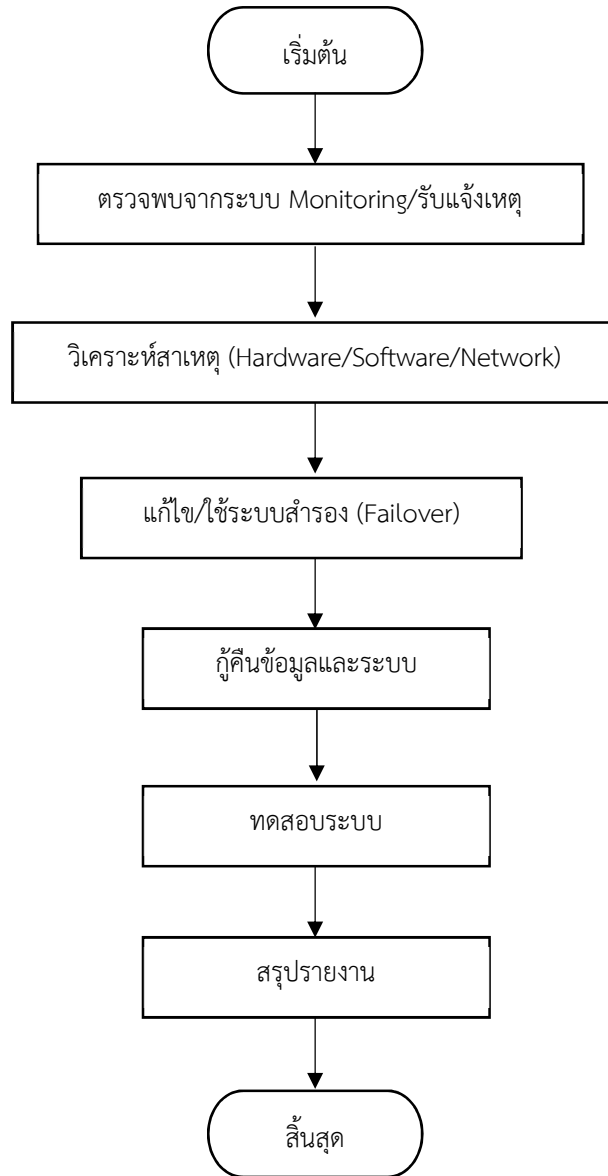 เริ่มต้น
ตรวจพบจากระบบ Monitoring/รับแจ้งเหตุ
วิเคราะห์สาเหตุ (Hardware/Software/Network)
แก้ไข/ใช้ระบบสำรอง (Failover)
กู้คืนข้อมูลและระบบ
ทดสอบระบบ
สรุปรายงาน
สิ้นสุด